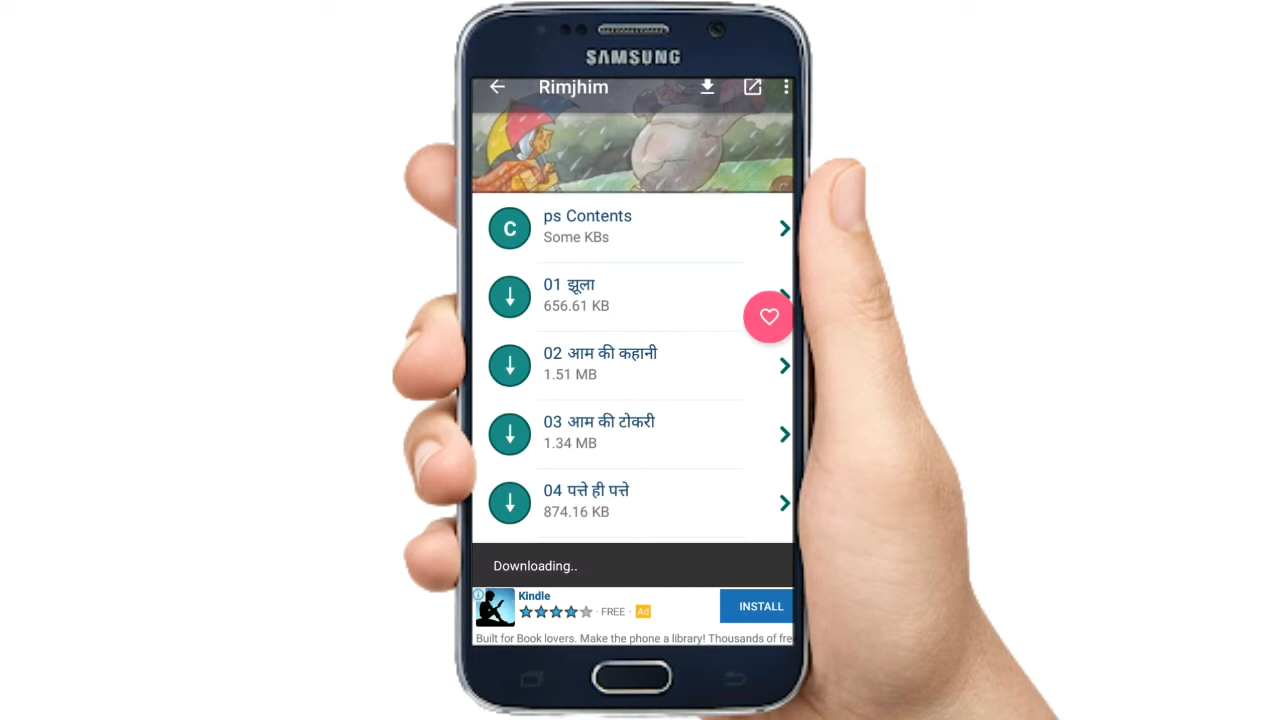 SAMSUNG
Rimjhim
C
ps Contents
Some KBs
01 झूला
656.61 KB
02 आम की कहानी
1.51 MB
03 आम की टोकरी
1.34 MB
04 पत्ते ही पत्ते
874.16 KB
Downloading..
Kindle
FREE · Ad
INSTALL
Built for Book lovers. Make the phone a library! Thousands of fre